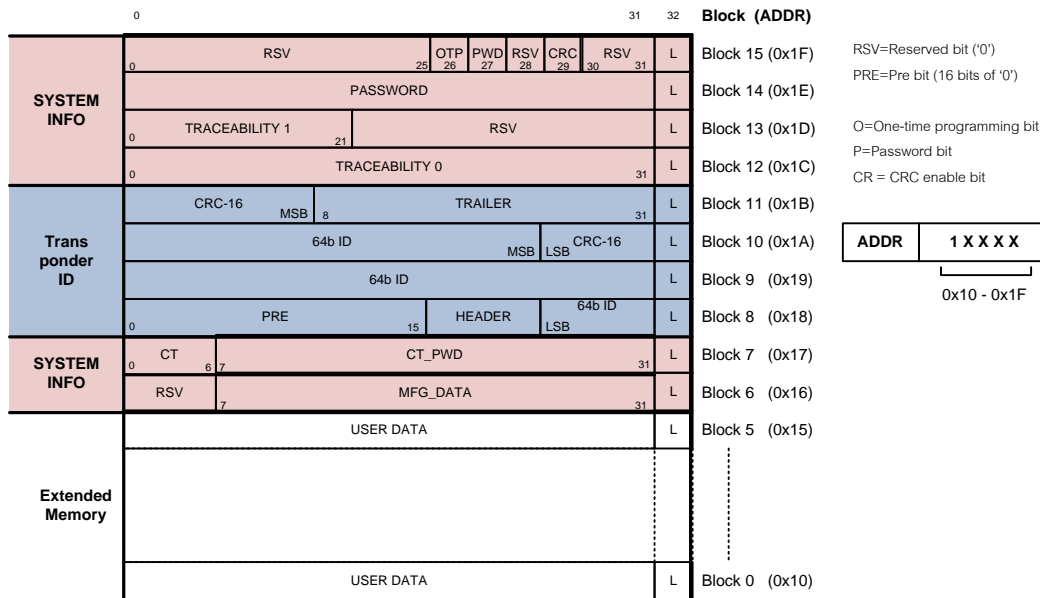 0 31 32 Block (ADDR)
RSV OTP PWD RSV CRC RSV L Block 15 (0x1F)
0 25 26 27 28 29 30 31
PASSWORD L Block 14 (0x1E)
SYSTEM
INFO
TRACEABILITY 1 RSV L Block 13 (0x1D)
0 21
TRACEABILITY 0 L Block 12 (0x1C)
0 31
CRC-16 MSB 8 TRAILER 31 L Block 11 (0x1B)
Trans
ponder
ID
64b ID MSB LSB CRC-16 L Block 10 (0x1A)
64b ID L Block 9 (0x19)
PRE HEADER 64b ID L Block 8 (0x18)
0 15 LSB
SYSTEM
INFO
CT CT_PWD L Block 7 (0x17)
0 6 7 31
RSV MFG_DATA L Block 6 (0x16)
7 31
USER DATA L Block 5 (0x15)
Extended
Memory
USER DATA L Block 0 (0x10)
RSV=Reserved bit ('0')
PRE=Pre bit (16 bits of '0')
O=One-time programming bit
P=Password bit
CR = CRC enable bit
ADDR 1 X X X X
0x10 - 0x1F